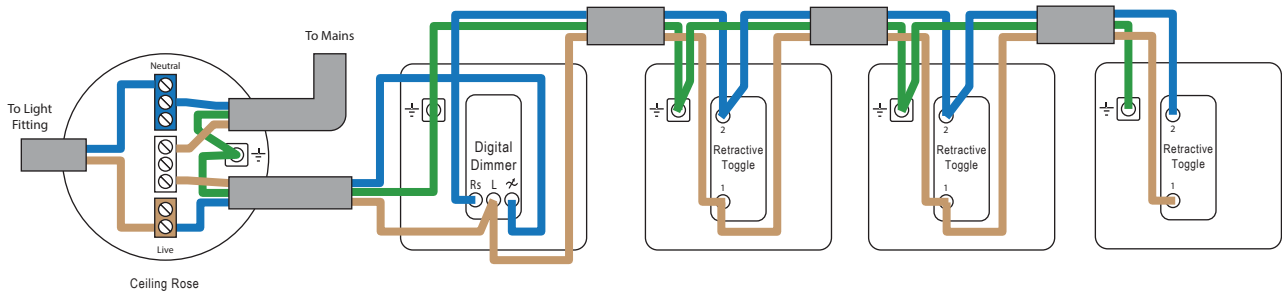 To Mains
Neutral
To Light
Fitting
Live
Ceiling Rose
Digital
Dimmer
Rs L
2
Retractive
Toggle
1
2
Retractive
Toggle
1
2
Retractive
Toggle
1